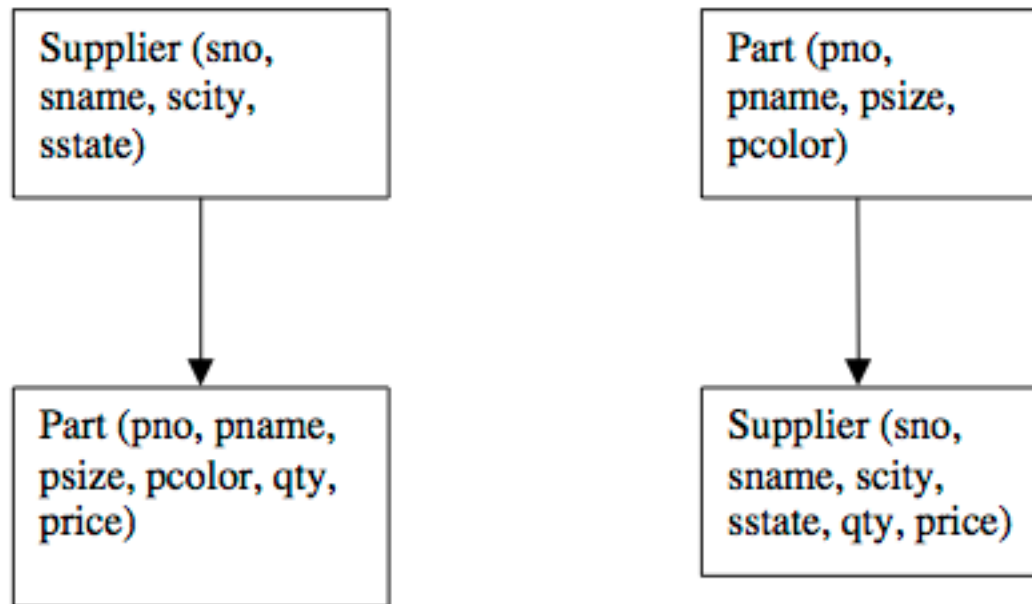 Supplier (sno,
sname, scity,
sstate)
Part (pno,
pname, psize,
pcolor)
Part (pno, pname,
psize, pcolor, qty,
price)
Supplier (sno,
sname, scity,
sstate, qty, price)